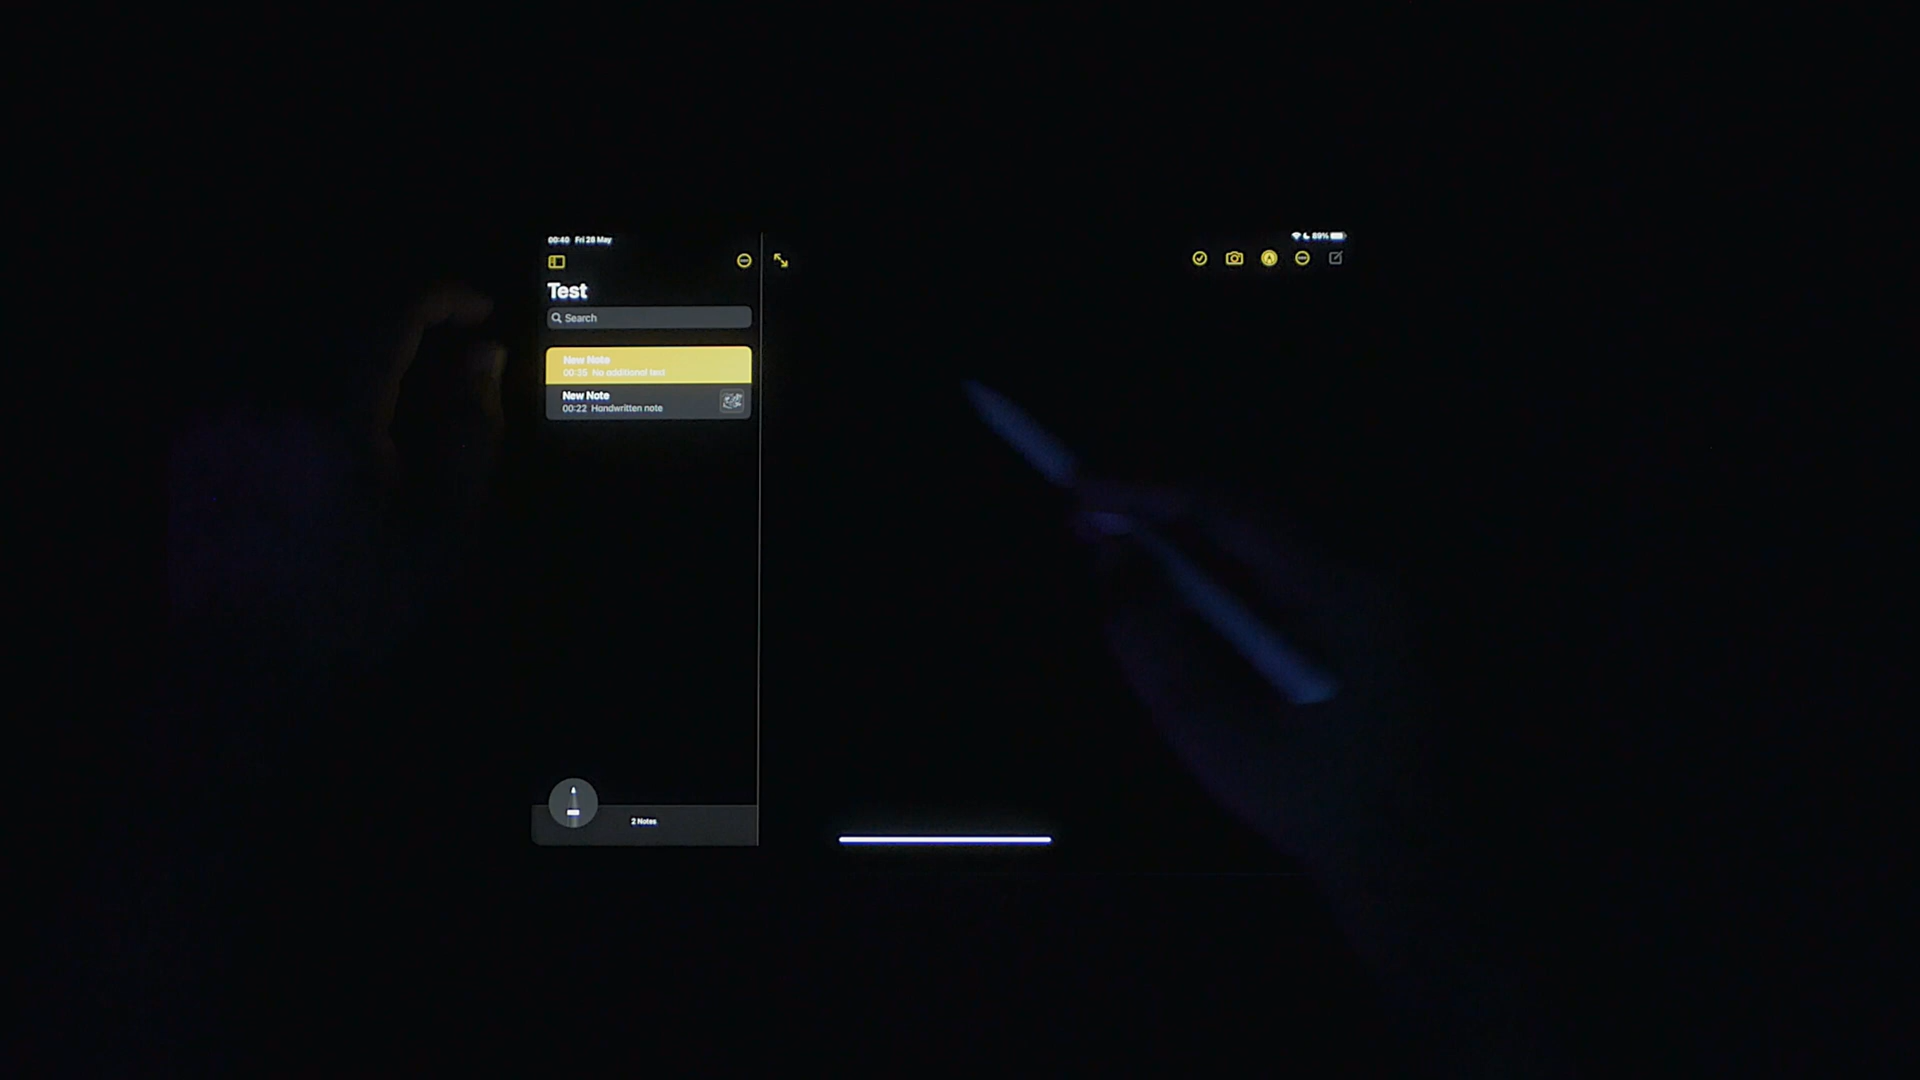 00:40 Fri 28 May
89%
Test
Search
New Note
00:35 No additional text
New Note
00:22 Handwritten note
2 Notes